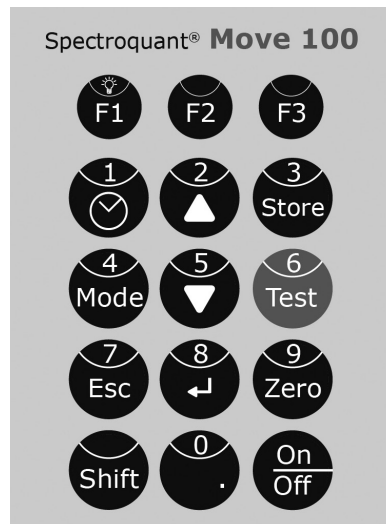 Spectroquant® Move 100
F1 F2 F3
1 2 3
Store
4 5 6
Mode Test
7 8 9
Esc Zero
Shift 0 . On
Off